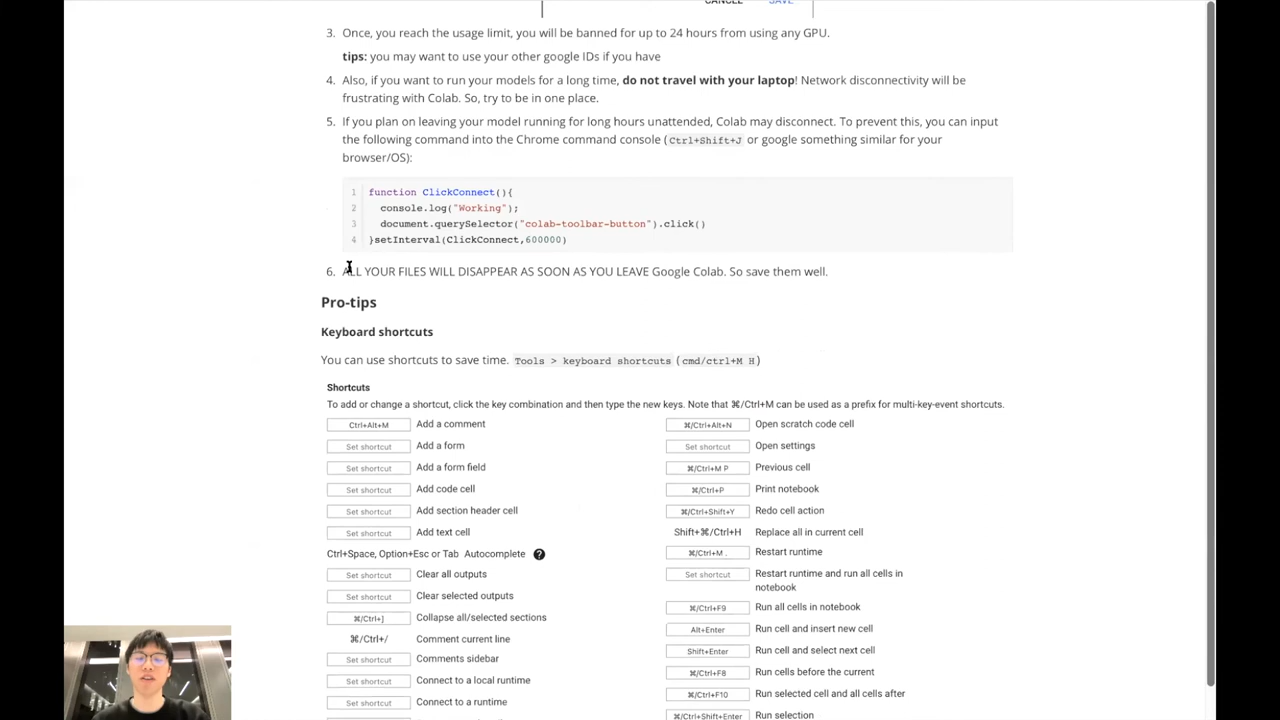 CANCEL SAVE
3. Once, you reach the usage limit, you will be banned for up to 24 hours from using any GPU.
tips: you may want to use your other google IDs if you have
4. Also, if you want to run your models for a long time, do not travel with your laptop! Network disconnectivity will be
frustrating with Colab. So, try to be in one place.
5. If you plan on leaving your model running for long hours unattended, Colab may disconnect. To prevent this, you can input
the following command into the Chrome command console (Ctrl+Shift+J or google something similar for your
browser/OS):
1 function ClickConnect(){
2 console.log("Working");
3 document.querySelector("colab-toolbar-button").click()
4 }setInterval(ClickConnect,600000)
6. ALL YOUR FILES WILL DISAPPEAR AS SOON AS YOU LEAVE Google Colab. So save them well.
Pro-tips
Keyboard shortcuts
You can use shortcuts to save time. Tools > keyboard shortcuts (cmd/ctrl+M H)
Shortcuts
To add or change a shortcut, click the key combination and then type the new keys. Note that ⌘/Ctrl+M can be used as a prefix for multi-key-event shortcuts.
Ctrl+Alt+M Add a comment
Set shortcut Add a form
Set shortcut Add a form field
Set shortcut Add code cell
Set shortcut Add section header cell
Set shortcut Add text cell
Ctrl+Space, Option+Esc or Tab Autocomplete ?
Set shortcut Clear all outputs
Set shortcut Clear selected outputs
⌘/Ctrl+] Collapse all/selected sections
⌘/Ctrl+/ Comment current line
Set shortcut Comments sidebar
Set shortcut Connect to a local runtime
Set shortcut Connect to a runtime
⌘/Ctrl+Alt+N Open scratch code cell
Set shortcut Open settings
⌘/Ctrl+M P Previous cell
⌘/Ctrl+P Print notebook
⌘/Ctrl+Shift+Y Redo cell action
Shift+⌘/Ctrl+H Replace all in current cell
⌘/Ctrl+M . Restart runtime
Set shortcut Restart runtime and run all cells in
notebook
⌘/Ctrl+F9 Run all cells in notebook
Alt+Enter Run cell and insert new cell
Shift+Enter Run cell and select next cell
⌘/Ctrl+F8 Run cells before the current
⌘/Ctrl+F10 Run selected cell and all cells after
⌘/Ctrl+Shift+Enter Run selection